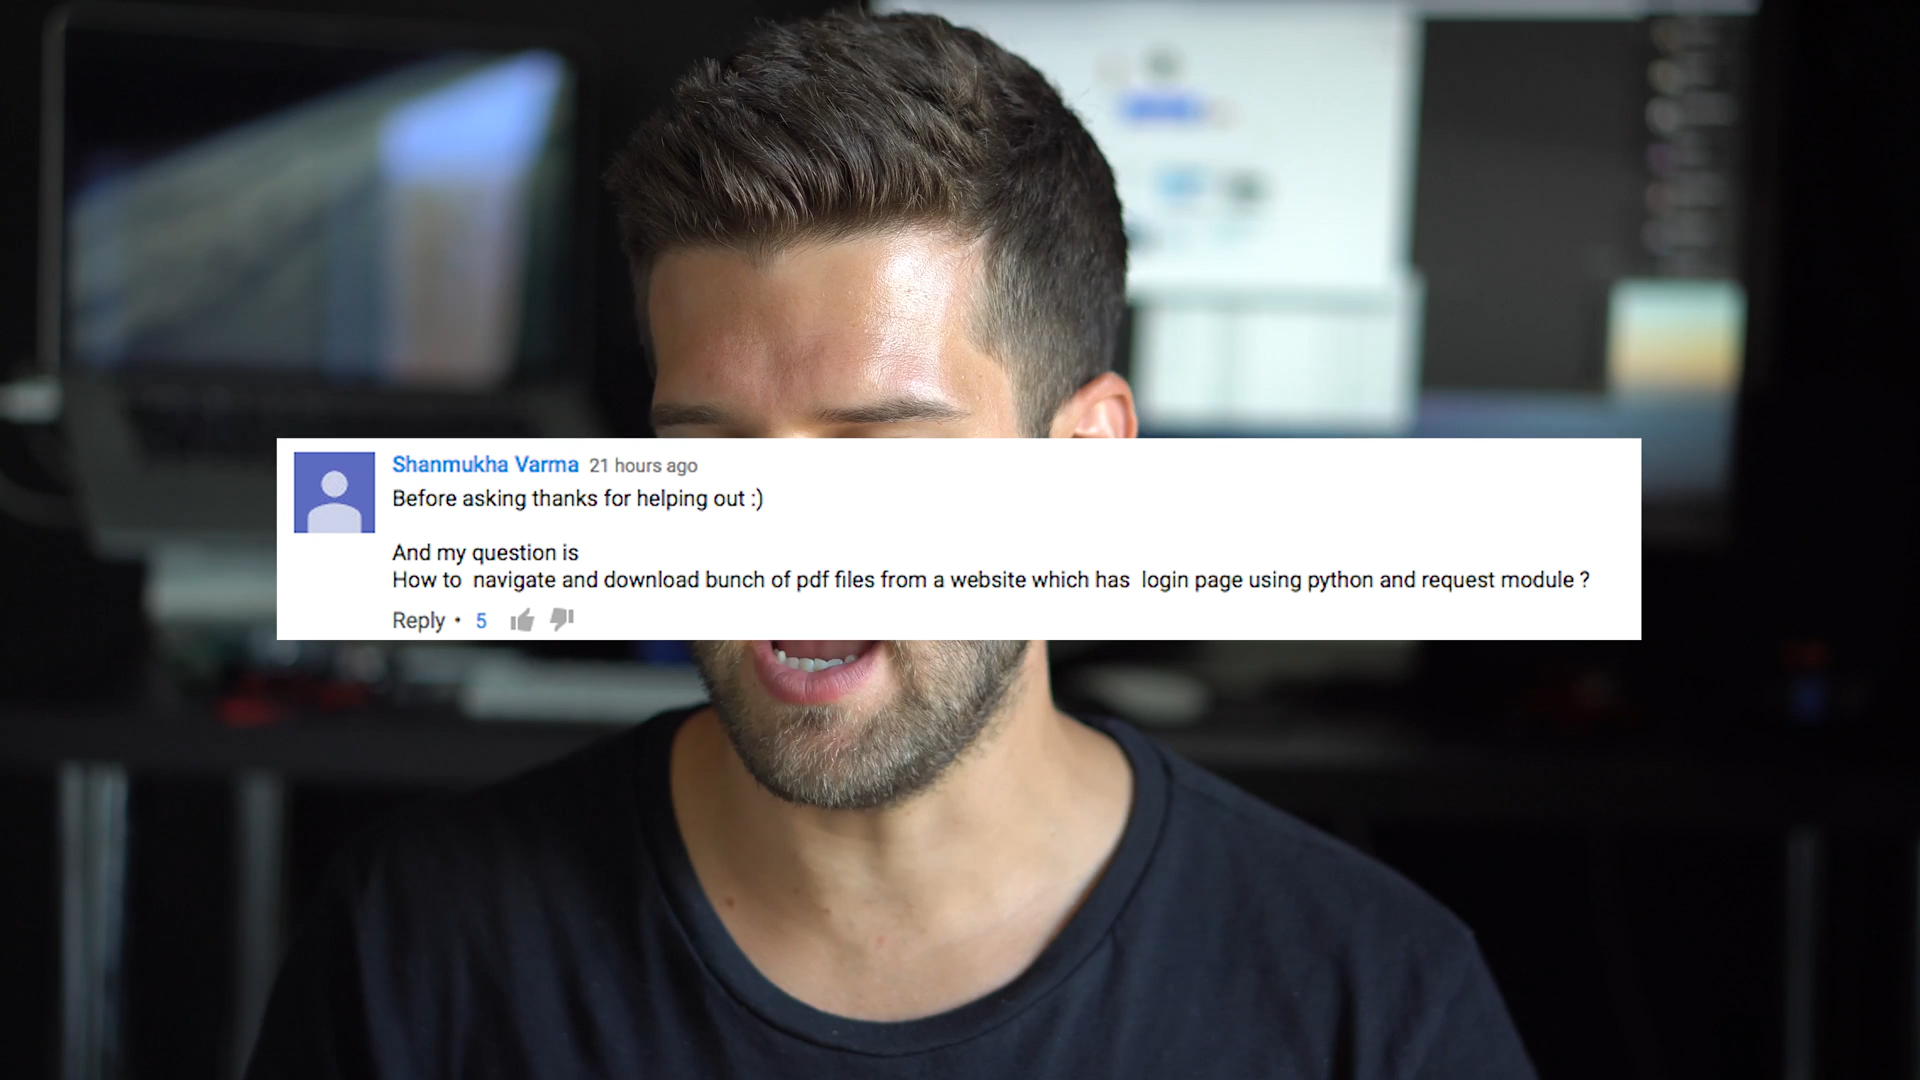 Shanmukha Varma 21 hours ago
Before asking thanks for helping out :)
And my question is
How to navigate and download bunch of pdf files from a website which has login page using python and request module ?
Reply • 5